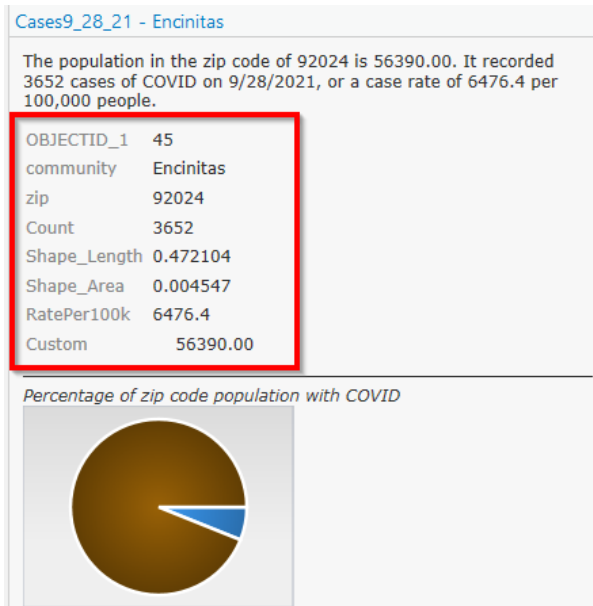 Cases9_28_21 - Encinitas
The population in the zip code of 92024 is 56390.00. It recorded
3652 cases of COVID on 9/28/2021, or a case rate of 6476.4 per
100,000 people.
OBJECTID_1 45
community Encinitas
zip 92024
Count 3652
Shape_Length 0.472104
Shape_Area 0.004547
RatePer100k 6476.4
Custom 56390.00
Percentage of zip code population with COVID